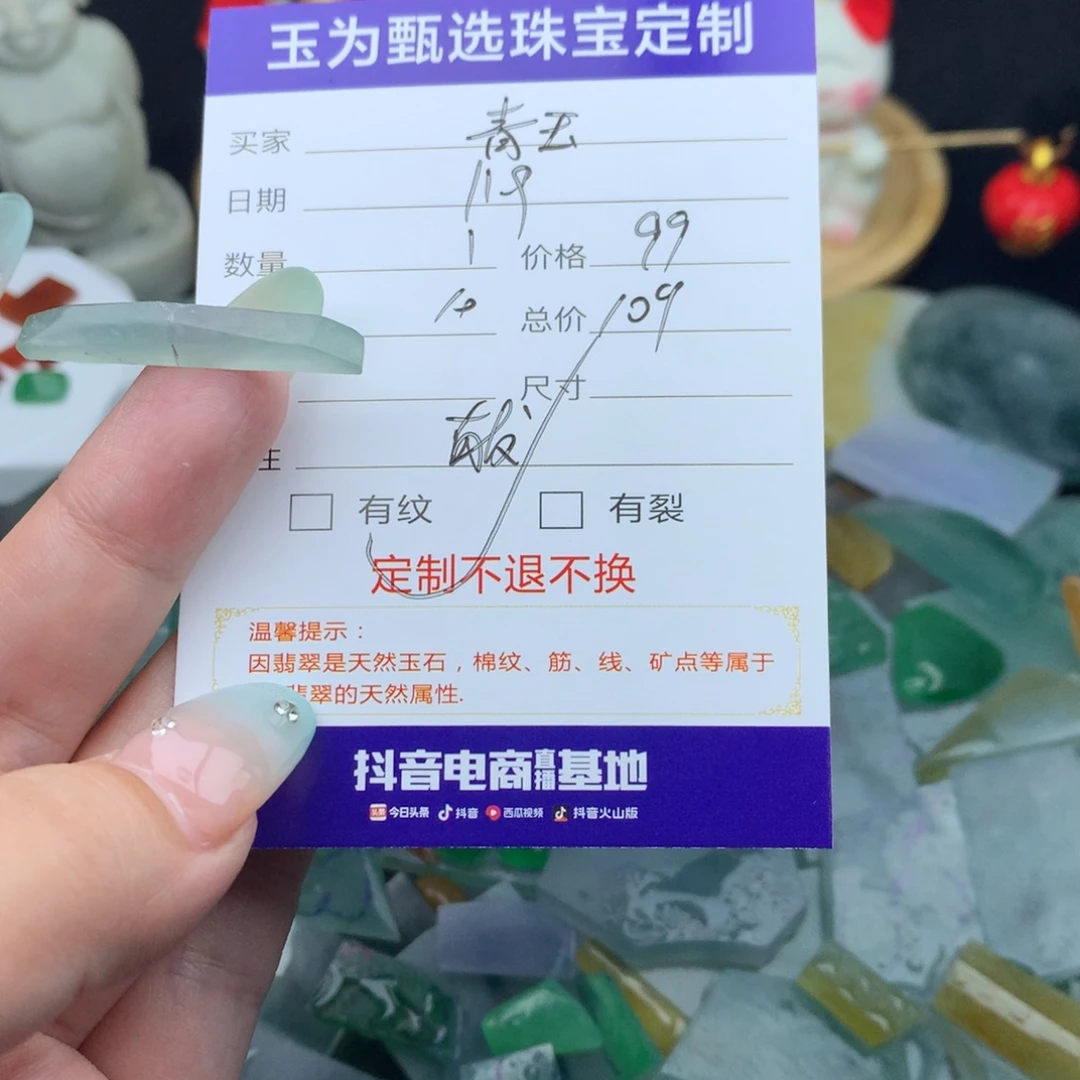 玉为甄选珠宝定制
买家 青玉
日期 119
数量 1 价格 99
10 总价 109
尺寸
主
有纹 有裂
定制不退不换
温馨提示：
因翡翠是天然玉石，棉纹、筋、线、矿点等属于
翡翠的天然属性.
抖音电商直播基地
头条 今日头条 抖音 西瓜视频 抖音火山版